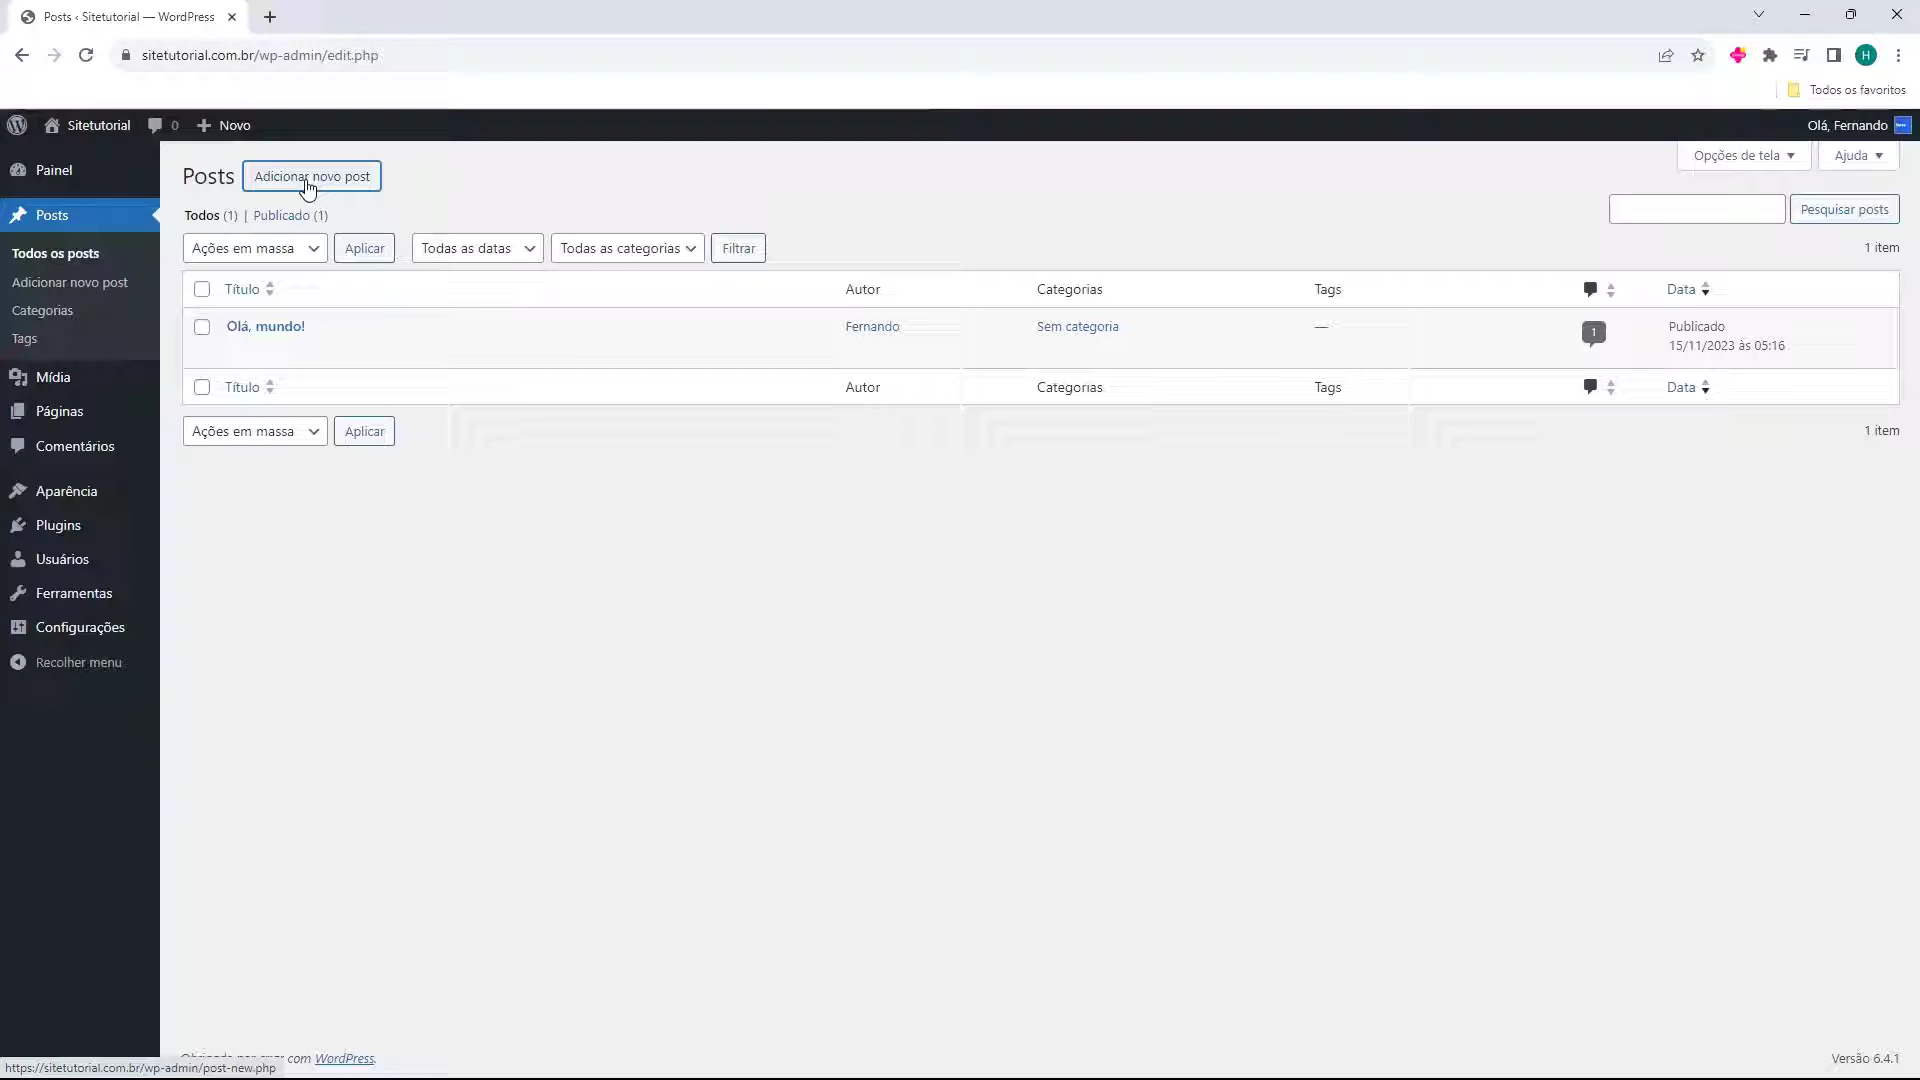 Posts ‹ Sitetutorial — WordPress
sitetutorial.com.br/wp-admin/edit.php
H
Todos os favoritos
Sitetutorial 0 Novo
Olá, Fernando
Painel
Posts
Todos os posts
Adicionar novo post
Categorias
Tags
Mídia
Páginas
Comentários
Aparência
Plugins
Usuários
Ferramentas
Configurações
Recolher menu
Opções de tela Ajuda
Posts Adicionar novo post
Todos (1) | Publicado (1)
Pesquisar posts
Ações em massa Aplicar Todas as datas Todas as categorias Filtrar
1 item
Título Autor Categorias Tags Data
Olá, mundo! Fernando Sem categoria — 1 Publicado
15/11/2023 às 05:16
Título Autor Categorias Tags Data
Ações em massa Aplicar
1 item
com WordPress.
Versão 6.4.1
https://sitetutorial.com.br/wp-admin/post-new.php